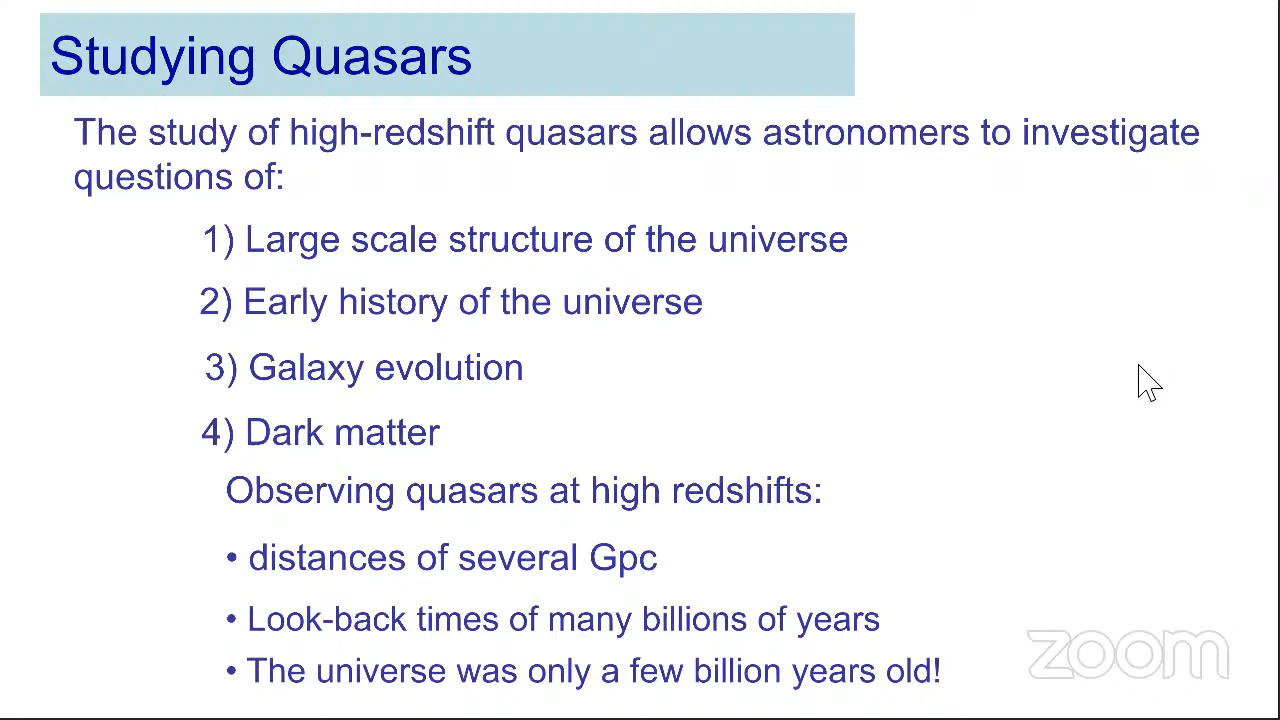 Studying Quasars
The study of high-redshift quasars allows astronomers to investigate
questions of:
1) Large scale structure of the universe
2) Early history of the universe
3) Galaxy evolution
4) Dark matter
Observing quasars at high redshifts:
• distances of several Gpc
• Look-back times of many billions of years
• The universe was only a few billion years old!
zoom